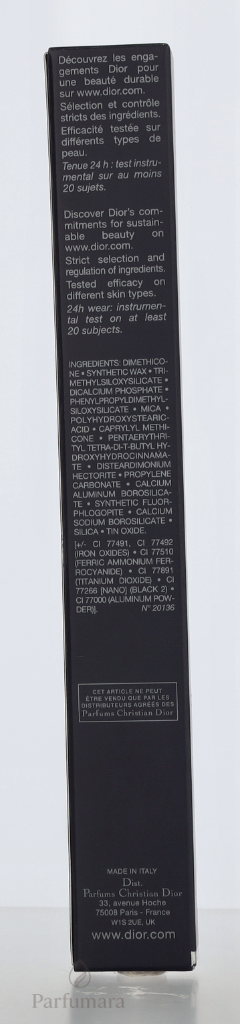 Découvrez les enga-
gements Dior pour
une beauté durable
sur www.dior.com.
Sélection et contrôle
stricts des ingrédients.
Efficacité testée sur
différents types de
peau.
Tenue 24 h : test instru-
mental sur au moins
20 sujets.
Discover Dior's com-
mitments for sustain-
able beauty on
www.dior.com.
Strict selection and
regulation of ingredients.
Tested efficacy on
different skin types.
24h wear: instrumen-
tal test on at least
20 subjects.
INGREDIENTS: DIMETHICO-
NE • SYNTHETIC WAX • TRI-
METHYLSILOXYSILICATE •
DICALCIUM PHOSPHATE •
PHENYLPROPYLDIMETHYL-
SILOXYSILICATE • MICA •
POLYHYDROXYSTEARIC-
ACID • CAPRYLYL METHI-
CONE • PENTAERYTHRI-
TYL TETRA-DI-T-BUTYL HY-
DROXYHYDROCINNAMA-
TE • DISTEARDIMONIUM
HECTORITE • PROPYLENE
CARBONATE • CALCIUM
ALUMINUM BOROSILICA-
TE • SYNTHETIC FLUOR-
PHLOGOPITE • CALCIUM
SODIUM BOROSILICATE •
SILICA • TIN OXIDE.
[+/- CI 77491, CI 77492
(IRON OXIDES) • CI 77510
(FERRIC AMMONIUM FER-
ROCYANIDE) • CI 77891
(TITANIUM DIOXIDE) • CI
77266 [NANO] (BLACK 2) •
CI 77000 (ALUMINUM POW-
DER)]. N° 20136
CET ARTICLE NE PEUT
ÊTRE VENDU QUE PAR LES
DISTRIBUTEURS AGRÉÉS DES
Parfums Christian Dior
MADE IN ITALY
Dist.
Parfums Christian Dior
33, avenue Hoche
75008 Paris - France
W1S 2UE, UK
www.dior.com
Parfumara